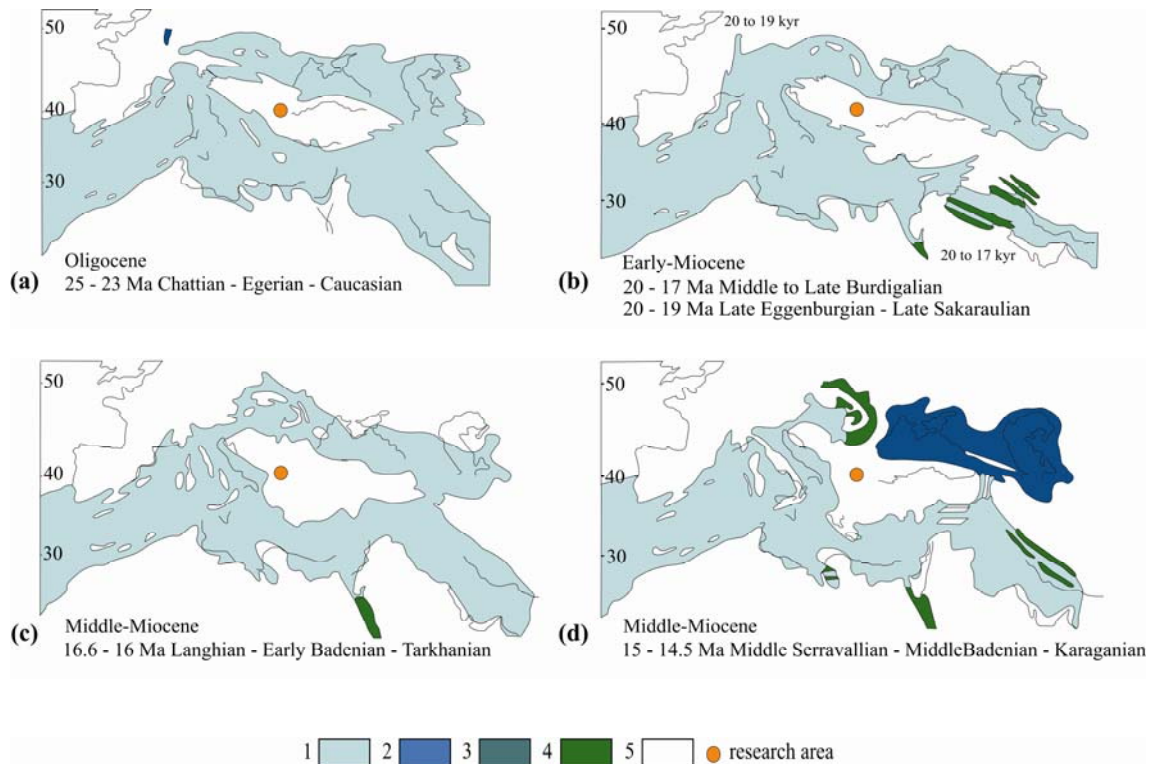 50
40
30
(a)
Oligocene
25 - 23 Ma Chattian - Egerian - Caucasian
50
20 to 19 kyr
40
30
20 to 17 kyr
(b)
Early-Miocene
20 - 17 Ma Middle to Late Burdigalian
20 - 19 Ma Late Eggenburgian - Late Sakaraulian
50
40
30
(c)
Middle-Miocene
16.6 - 16 Ma Langhian - Early Badenian - Tarkhanian
50
40
30
(d)
Middle-Miocene
15 - 14.5 Ma Middle Serravallian - MiddleBadenian - Karaganian
1 2 3 4 5 research area